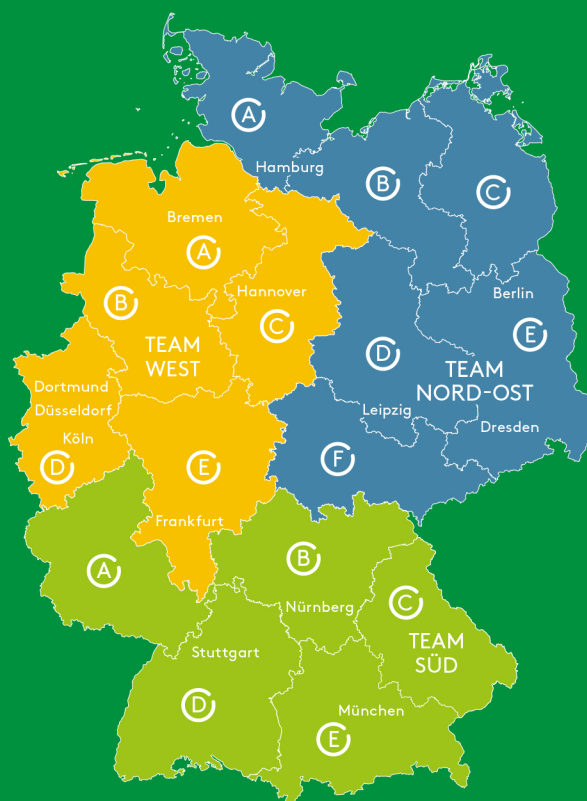 A
Hamburg
B
C
Bremen
A
B
Hannover
C
TEAM
WEST
Berlin
E
D
TEAM
NORD-OST
Leipzig
Dresden
F
Dortmund
Düsseldorf
Köln
D
E
Frankfurt
A
B
Nürnberg
C
TEAM
SÜD
Stuttgart
D
München
E